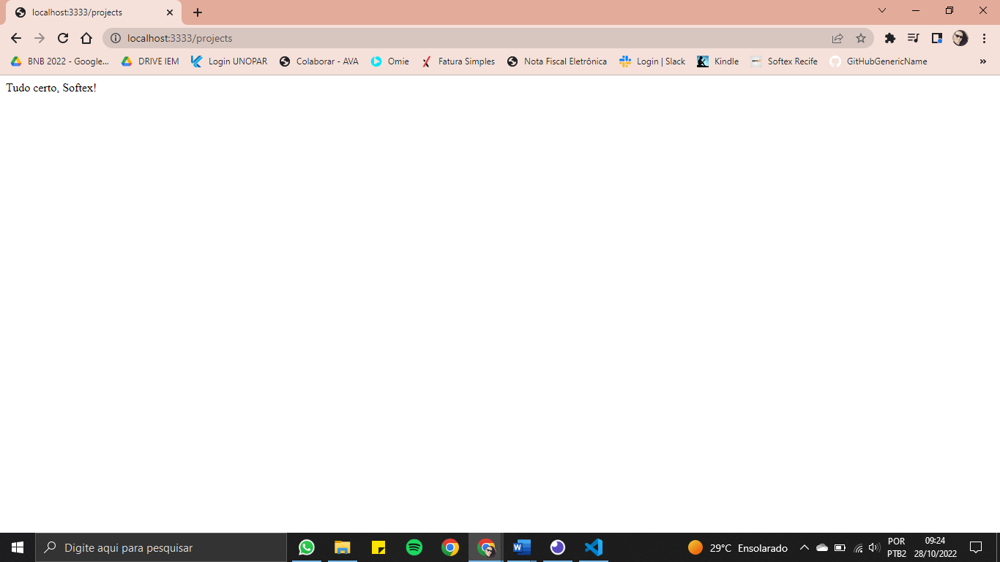 localhost:3333/projects
localhost:3333/projects
BNB 2022 - Google... DRIVE IEM Login UNOPAR Colaborar - AVA Omie Fatura Simples Nota Fiscal Eletrônica Login | Slack Kindle Softex Recife GitHubGenericName »
Tudo certo, Softex!
Digite aqui para pesquisar
29°C Ensolarado
POR
PTB2
09:24
28/10/2022